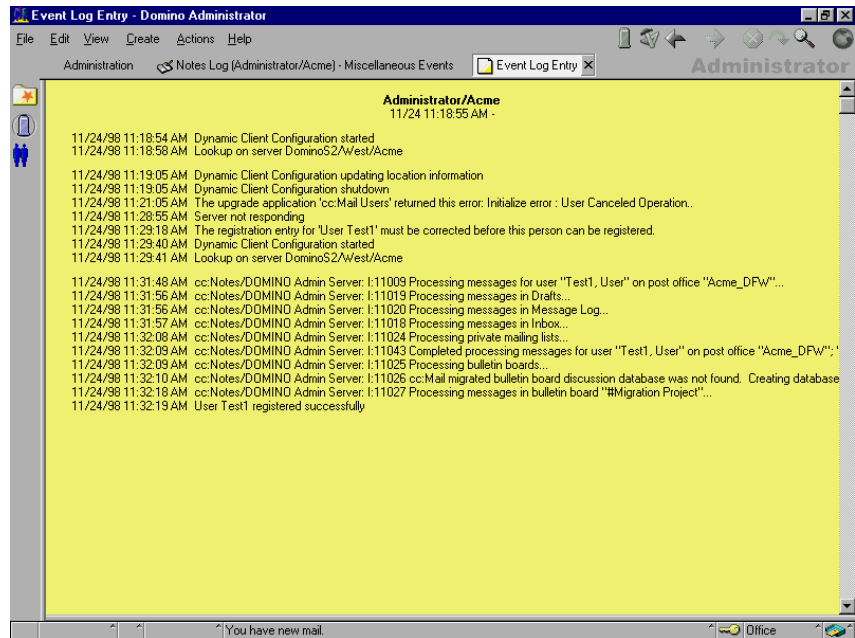 Event Log Entry - Domino Administrator
File Edit View Create Actions Help
Administration Notes Log (Administrator/Acme) - Miscellaneous Events Event Log Entry Administrator
Administrator/Acme
11/24 11:18:55 AM -
11/24/98 11:18:54 AM Dynamic Client Configuration started
11/24/98 11:18:58 AM Lookup on server DominoS2/West/Acme
11/24/98 11:19:05 AM Dynamic Client Configuration updating location information
11/24/98 11:19:05 AM Dynamic Client Configuration shutdown
11/24/98 11:21:05 AM The upgrade application 'cc:Mail Users' returned this error: Initialize error : User Canceled Operation..
11/24/98 11:28:55 AM Server not responding
11/24/98 11:29:18 AM The registration entry for 'User Test1' must be corrected before this person can be registered.
11/24/98 11:29:40 AM Dynamic Client Configuration started
11/24/98 11:29:41 AM Lookup on server DominoS2/West/Acme
11/24/98 11:31:48 AM cc:Notes/DOMINO Admin Server: I:11009 Processing messages for user "Test1, User" on post office "Acme_DFW"...
11/24/98 11:31:56 AM cc:Notes/DOMINO Admin Server: I:11019 Processing messages in Drafts...
11/24/98 11:31:56 AM cc:Notes/DOMINO Admin Server: I:11020 Processing messages in Message Log...
11/24/98 11:31:57 AM cc:Notes/DOMINO Admin Server: I:11018 Processing messages in Inbox...
11/24/98 11:32:08 AM cc:Notes/DOMINO Admin Server: I:11024 Processing private mailing lists...
11/24/98 11:32:09 AM cc:Notes/DOMINO Admin Server: I:11043 Completed processing messages for user "Test1, User" on post office "Acme_DFW"; '
11/24/98 11:32:09 AM cc:Notes/DOMINO Admin Server: I:11025 Processing bulletin boards...
11/24/98 11:32:10 AM cc:Notes/DOMINO Admin Server: I:11026 cc:Mail migrated bulletin board discussion database was not found. Creating database
11/24/98 11:32:18 AM cc:Notes/DOMINO Admin Server: I:11027 Processing messages in bulletin board "#Migration Project"...
11/24/98 11:32:19 AM User Test1 registered successfully
You have new mail. Office